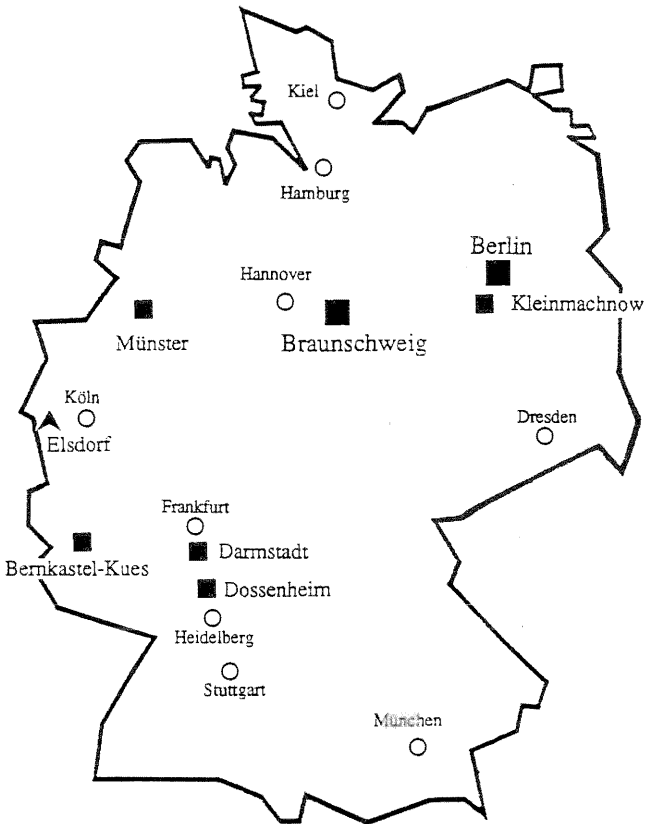 Kiel
Hamburg
Berlin
Hannover
Kleinmachnow
Münster
Braunschweig
Köln
Dresden
Elsdorf
Frankfurt
Darmstadt
Bernkastel-Kues
Dossenheim
Heidelberg
Stuttgart
München